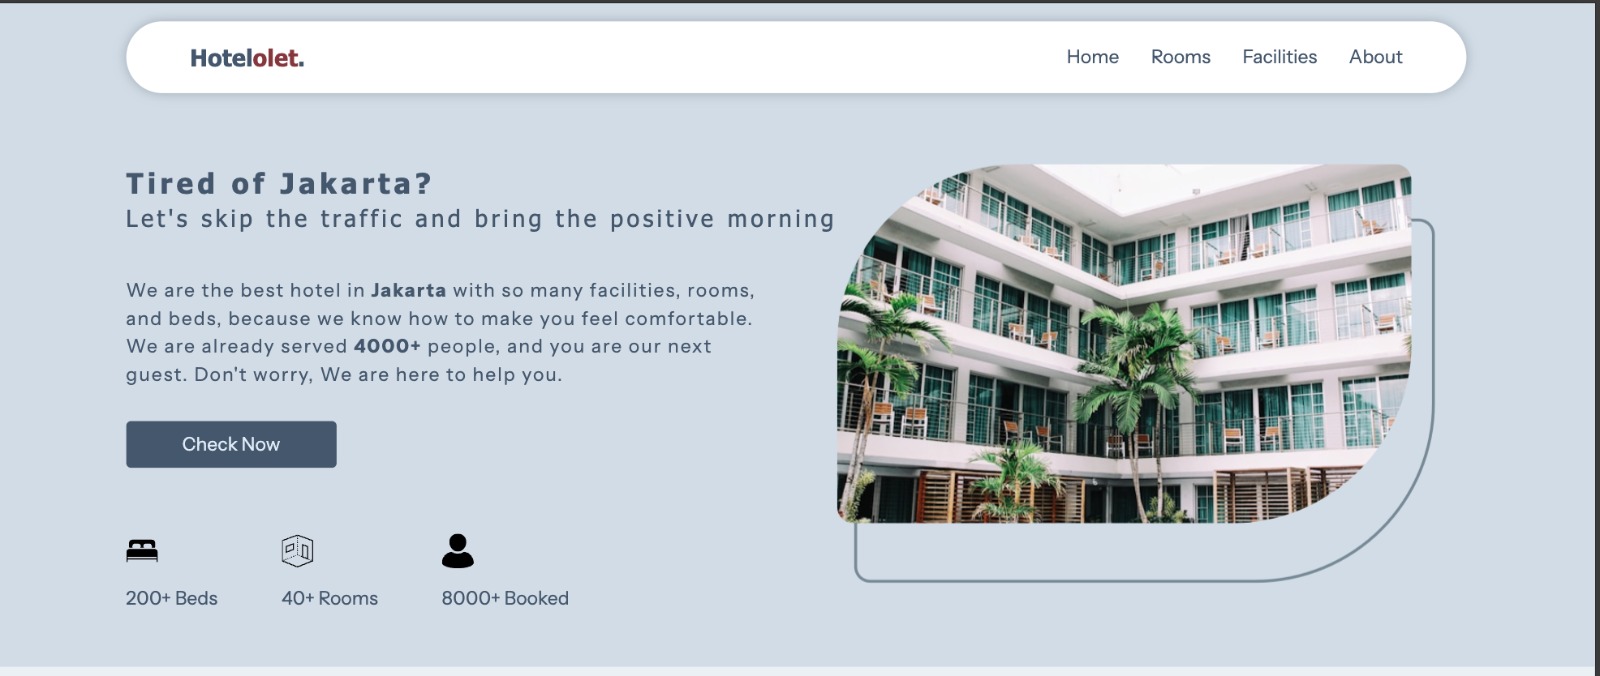 Hotelolet.
Home Rooms Facilities About
Tired of Jakarta?
Let's skip the traffic and bring the positive morning
We are the best hotel in Jakarta with so many facilities, rooms,
and beds, because we know how to make you feel comfortable.
We are already served 4000+ people, and you are our next
guest. Don't worry, We are here to help you.
Check Now
200+ Beds 40+ Rooms 8000+ Booked